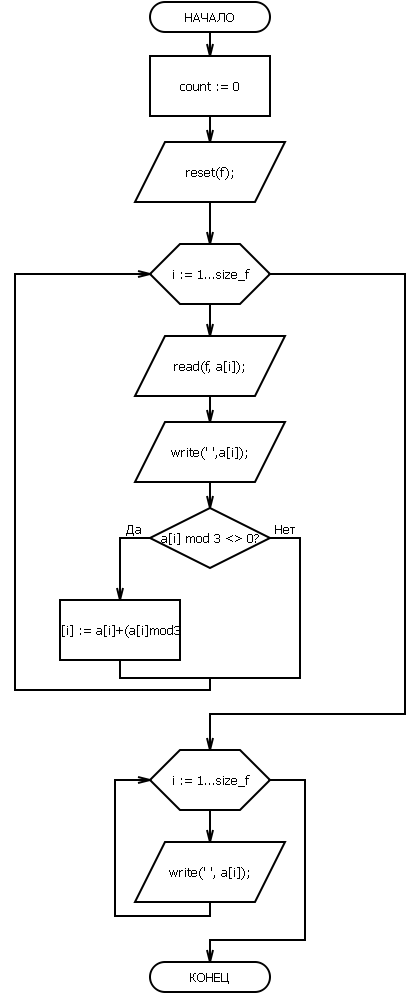 НАЧАЛО
count := 0
reset(f);
i := 1...size_f
read(f, a[i]);
write(' ',a[i]);
a[i] mod 3 <> 0?
Да
Нет
[i] := a[i]+(a[i]mod3
i := 1...size_f
write(' ', a[i]);
КОНЕЦ